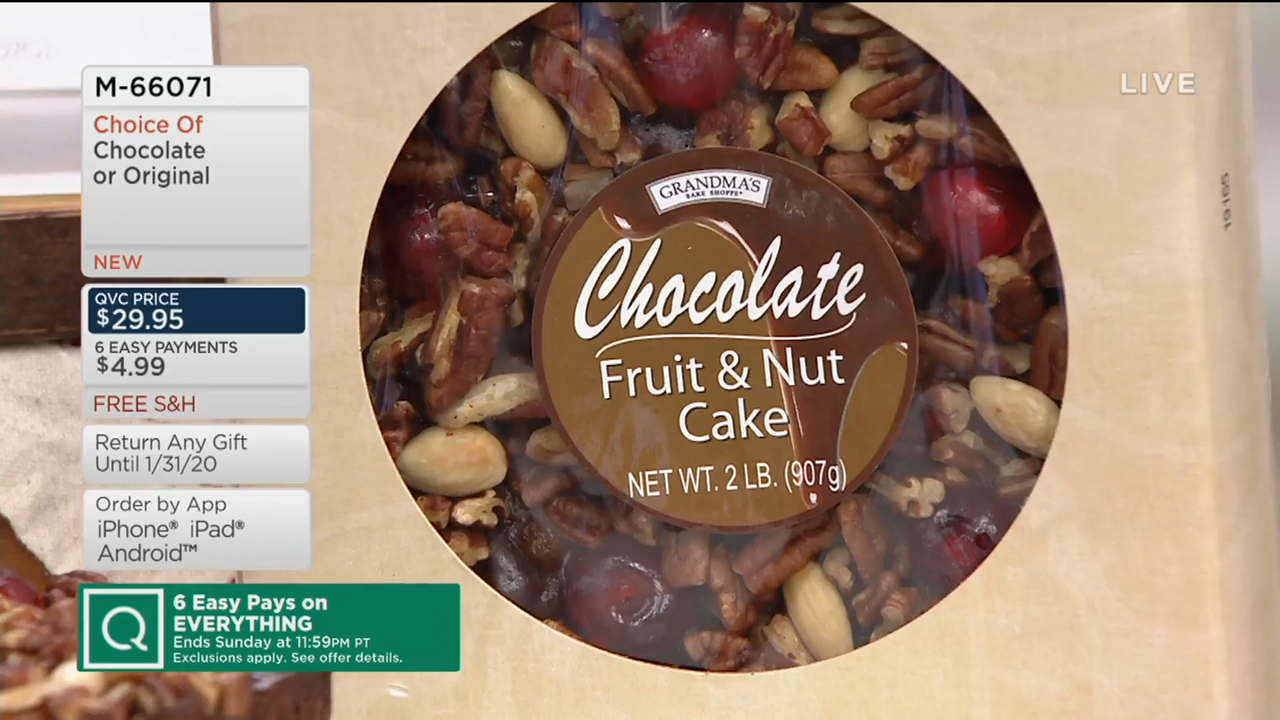 M-66071
Choice Of
Chocolate
or Original
NEW
QVC PRICE
$29.95
6 EASY PAYMENTS
$4.99
FREE S&H
Return Any Gift
Until 1/31/20
Order by App
iPhone® iPad®
Android™
Q
6 Easy Pays on
EVERYTHING
Ends Sunday at 11:59PM PT
Exclusions apply. See offer details.
LIVE
GRANDMA'S
BAKE SHOPPE®
Chocolate
Fruit & Nut
Cake
NET WT. 2 LB. (907g)
19165